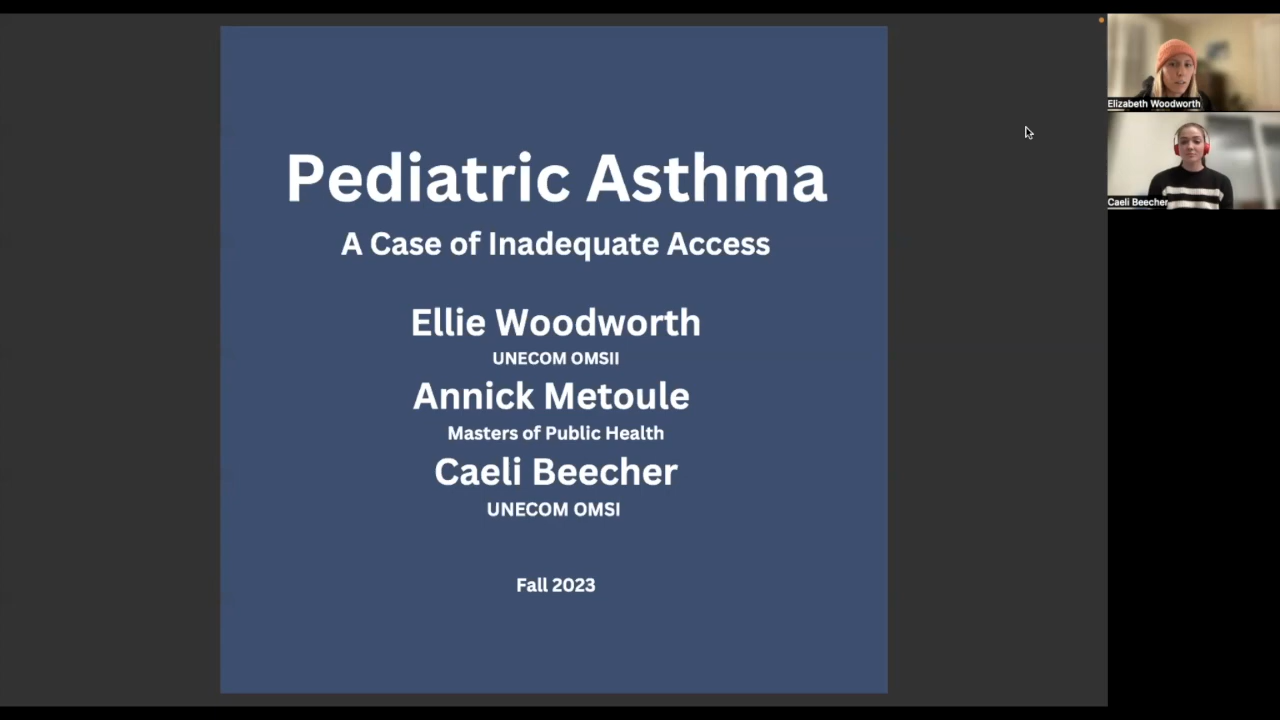 Pediatric Asthma
A Case of Inadequate Access
Ellie Woodworth
UNECOM OMSII
Annick Metoule
Masters of Public Health
Caeli Beecher
UNECOM OMSI
Fall 2023
Elizabeth Woodworth
Caeli Beecher